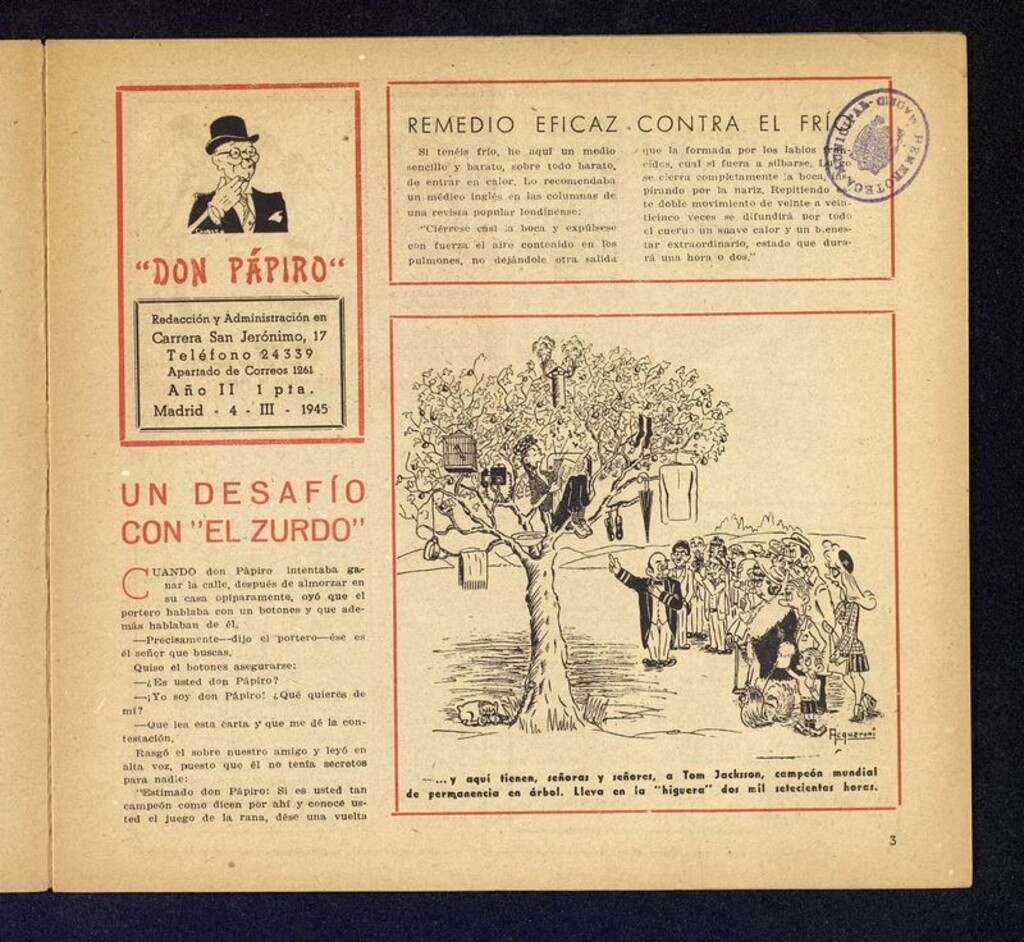 "DON PÁPIRO"
Redacción y Administración en
Carrera San Jerónimo, 17
Teléfono 24339
Apartado de Correos 1261
Año II 1 pta.
Madrid - 4 - III - 1945
UN DESAFÍO
CON "EL ZURDO"
CUANDO don Pápiro intentaba ga-
nar la calle, después de almorzar en
su casa opíparamente, oyó que el
portero hablaba con un botones y que ade-
más hablaban de él.
—Precisamente—dijo el portero—ése es
él señor que buscas.
Quiso el botones asegurarse:
—¿Es usted don Pápiro?
—¡Yo soy don Pápiro! ¿Qué quieres de
mí?
—Que lea esta carta y que me dé la con-
testación.
Rasgó el sobre nuestro amigo y leyó en
alta voz, puesto que él no tenía secretos
para nadie:
"Estimado don Pápiro: Si es usted tan
campeón como dicen por ahí y conoce us-
ted el juego de la rana, dése una vuelta
REMEDIO EFICAZ CONTRA EL FRÍO
Si tenéis frío, he aquí un medio
sencillo y barato, sobre todo barato,
de entrar en calor. Lo recomendaba
un médico inglés en las columnas de
una revista popular londinense:
"Ciérrese casi la boca y expúlsese
con fuerza el aire contenido en los
pulmones, no dejándole otra salida
que la formada por los labios
cidos, cual si fuera a silbarse.
se cierra completamente la boca, ins-
pirando por la nariz. Repitiendo
te doble movimiento de veinte a vein-
ticinco veces se difundirá por todo
el cuerpo un suave calor y un bienes-
tar extraordinario, estado que dura-
rá una hora o dos."
HEMEROTECA MUNICIPAL - MADRID
Acquaroni
—...y aquí tienen, señoras y señores, a Tom Jacksson, campeón mundial
de permanencia en árbol. Lleva en la "higuera" dos mil setecientas horas.
3